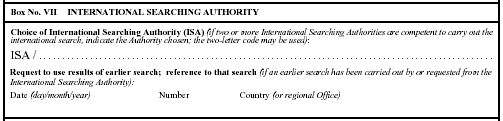 Box No. VII INTERNATIONAL SEARCHING AUTHORITY
Choice of International Searching Authority (ISA) (if two or more International Searching Authorities are competent to carry out the
international search, indicate the Authority chosen; the two-letter code may be used):
ISA / . . . . . . . . . . . . . . . . . . . . . . . . . . . . . . . . . . . . . . . . . . . . . . . . . . . . . . . . . . . . . . . . . . . . . . . . . . . .
Request to use results of earlier search; reference to that search (if an earlier search has been carried out by or requested from the
International Searching Authority):
Date (day/month/year) Number Country (or regional Office)